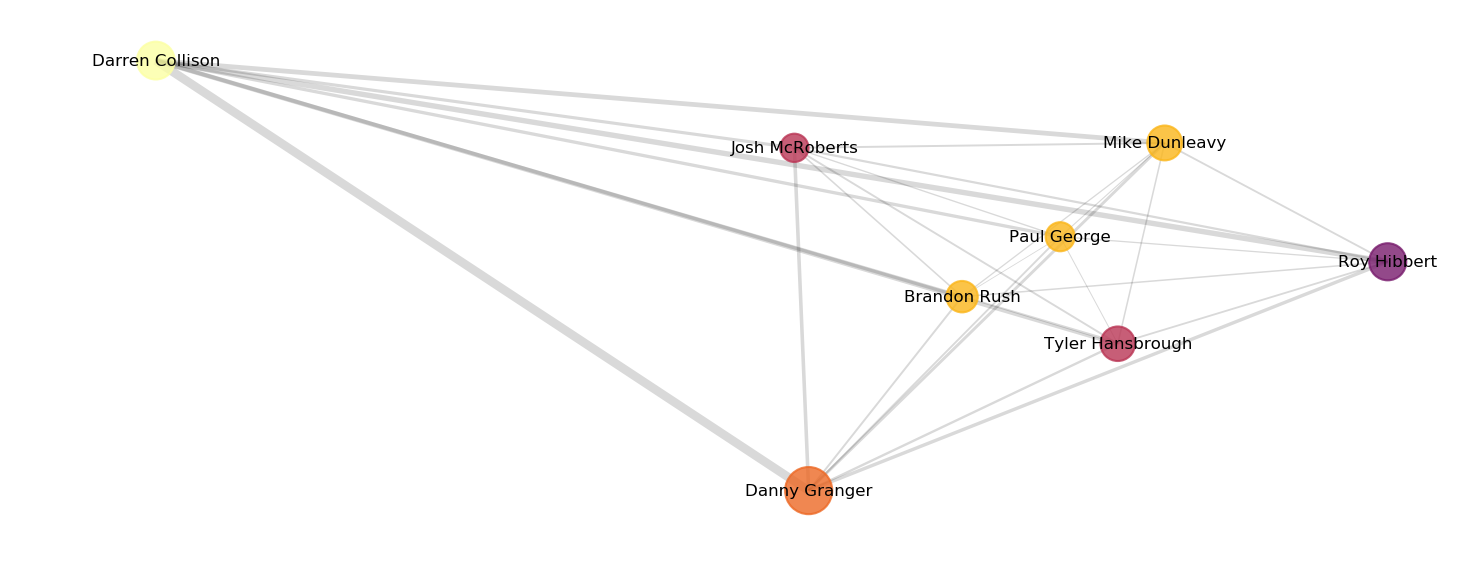 Darren Collison
Josh McRoberts
Mike Dunleavy
Paul George
Roy Hibbert
Brandon Rush
Tyler Hansbrough
Danny Granger